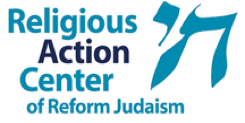 Religious
Action
Center
of Reform Judaism
חי